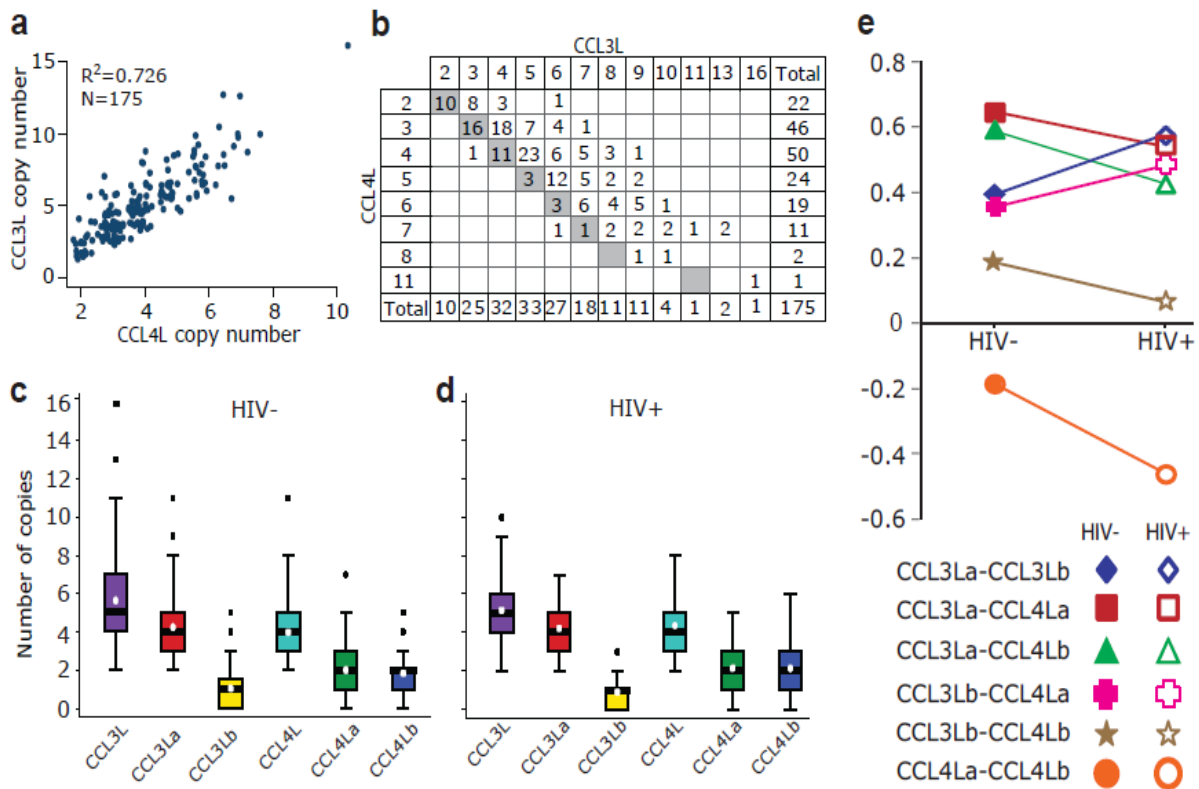 a
15
10
5
0
CCL3L copy number
R²=0.726
N=175
2 4 6 8 10
CCL4L copy number
b
CCL3L
2 3 4 5 6 7 8 9 10 11 13 16 Total
CCL4L
2 10 8 3 1 22
3 16 18 7 4 1 46
4 1 11 23 6 5 3 1 50
5 3 12 5 2 2 24
6 3 6 4 5 1 19
7 1 1 2 2 2 1 2 11
8 1 1 2
11 1 1
Total 10 25 32 33 27 18 11 11 4 1 2 1 175
c
HIV-
Number of copies
16
14
12
10
8
6
4
2
0
CCL3L CCL3La CCL3Lb CCL4L CCL4La CCL4Lb
d
HIV+
CCL3L CCL3La CCL3Lb CCL4L CCL4La CCL4Lb
e
0.8
0.6
0.4
0.2
0
-0.2
-0.4
-0.6
HIV- HIV+
HIV- HIV+
CCL3La-CCL3Lb
CCL3La-CCL4La
CCL3La-CCL4Lb
CCL3Lb-CCL4La
CCL3Lb-CCL4Lb
CCL4La-CCL4Lb